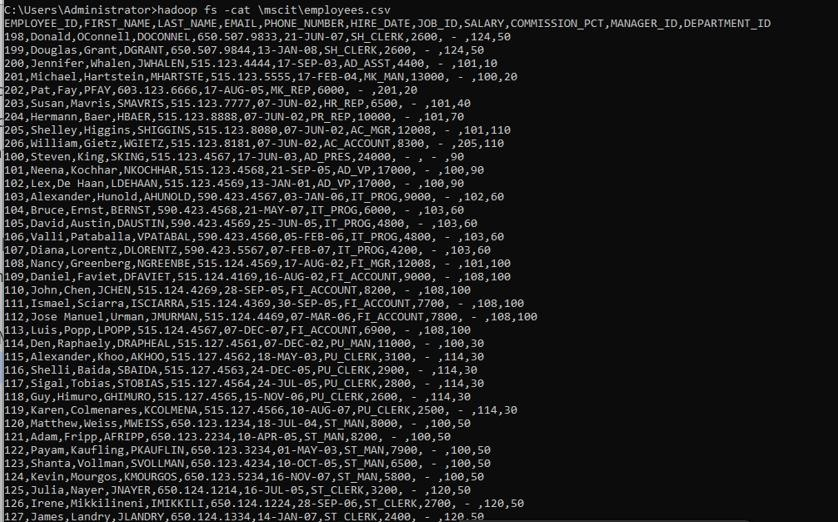 C:\Users\Administrator>hadoop fs -cat \mscit\employees.csv
EMPLOYEE_ID,FIRST_NAME,LAST_NAME,EMAIL,PHONE_NUMBER,HIRE_DATE,JOB_ID,SALARY,COMMISSION_PCT,MANAGER_ID,DEPARTMENT_ID
198,Donald,OConnell,DOCONNEL,650.507.9833,21-JUN-07,SH_CLERK,2600, - ,124,50
199,Douglas,Grant,DGRANT,650.507.9844,13-JAN-08,SH_CLERK,2600, - ,124,50
200,Jennifer,Whalen,JWHALEN,515.123.4444,17-SEP-03,AD_ASST,4400, - ,101,10
201,Michael,Hartstein,MHARTSTE,515.123.5555,17-FEB-04,MK_MAN,13000, - ,100,20
202,Pat,Fay,PFAY,603.123.6666,17-AUG-05,MK_REP,6000, - ,201,20
203,Susan,Mavris,SMAVRIS,515.123.7777,07-JUN-02,HR_REP,6500, - ,101,40
204,Hermann,Baer,HBAER,515.123.8888,07-JUN-02,PR_REP,10000, - ,101,70
205,Shelley,Higgins,SHIGGINS,515.123.8080,07-JUN-02,AC_MGR,12008, - ,101,110
206,William,Gietz,WGIETZ,515.123.8181,07-JUN-02,AC_ACCOUNT,8300, - ,205,110
100,Steven,King,SKING,515.123.4567,17-JUN-03,AD_PRES,24000, - , - ,90
101,Neena,Kochhar,NKOCHHAR,515.123.4568,21-SEP-05,AD_VP,17000, - ,100,90
102,Lex,De Haan,LDEHAAN,515.123.4569,13-JAN-01,AD_VP,17000, - ,100,90
103,Alexander,Hunold,AHUNOLD,590.423.4567,03-JAN-06,IT_PROG,9000, - ,102,60
104,Bruce,Ernst,BERNST,590.423.4568,21-MAY-07,IT_PROG,6000, - ,103,60
105,David,Austin,DAUSTIN,590.423.4569,25-JUN-05,IT_PROG,4800, - ,103,60
106,Valli,Pataballa,VPATABAL,590.423.4560,05-FEB-06,IT_PROG,4800, - ,103,60
107,Diana,Lorentz,DLORENTZ,590.423.5567,07-FEB-07,IT_PROG,4200, - ,103,60
108,Nancy,Greenberg,NGREENBE,515.124.4569,17-AUG-02,FI_MGR,12008, - ,101,100
109,Daniel,Faviet,DFAVIET,515.124.4169,16-AUG-02,FI_ACCOUNT,9000, - ,108,100
110,John,Chen,JCHEN,515.124.4269,28-SEP-05,FI_ACCOUNT,8200, - ,108,100
111,Ismael,Sciarra,ISCIARRA,515.124.4369,30-SEP-05,FI_ACCOUNT,7700, - ,108,100
112,Jose Manuel,Urman,JMURMAN,515.124.4469,07-MAR-06,FI_ACCOUNT,7800, - ,108,100
113,Luis,Popp,LPOPP,515.124.4567,07-DEC-07,FI_ACCOUNT,6900, - ,108,100
114,Den,Raphaely,DRAPHEAL,515.127.4561,07-DEC-02,PU_MAN,11000, - ,100,30
115,Alexander,Khoo,AKHOO,515.127.4562,18-MAY-03,PU_CLERK,3100, - ,114,30
116,Shelli,Baida,SBAIDA,515.127.4563,24-DEC-05,PU_CLERK,2900, - ,114,30
117,Sigal,Tobias,STOBIAS,515.127.4564,24-JUL-05,PU_CLERK,2800, - ,114,30
118,Guy,Himuro,GHIMURO,515.127.4565,15-NOV-06,PU_CLERK,2600, - ,114,30
119,Karen,Colmenares,KCOLMENA,515.127.4566,10-AUG-07,PU_CLERK,2500, - ,114,30
120,Matthew,Weiss,MWEISS,650.123.1234,18-JUL-04,ST_MAN,8000, - ,100,50
121,Adam,Fripp,AFRIPP,650.123.2234,10-APR-05,ST_MAN,8200, - ,100,50
122,Payam,Kaufling,PKAUFLIN,650.123.3234,01-MAY-03,ST_MAN,7900, - ,100,50
123,Shanta,Vollman,SVOLLMAN,650.123.4234,10-OCT-05,ST_MAN,6500, - ,100,50
124,Kevin,Mourgos,KMOURGOS,650.123.5234,16-NOV-07,ST_MAN,5800, - ,100,50
125,Julia,Nayer,JNAYER,650.124.1214,16-JUL-05,ST_CLERK,3200, - ,120,50
126,Irene,Mikkilineni,IMIKKILI,650.124.1224,28-SEP-06,ST_CLERK,2700, - ,120,50
127,James,Landry,JLANDRY,650.124.1334,14-JAN-07,ST_CLERK,2400, - ,120,50